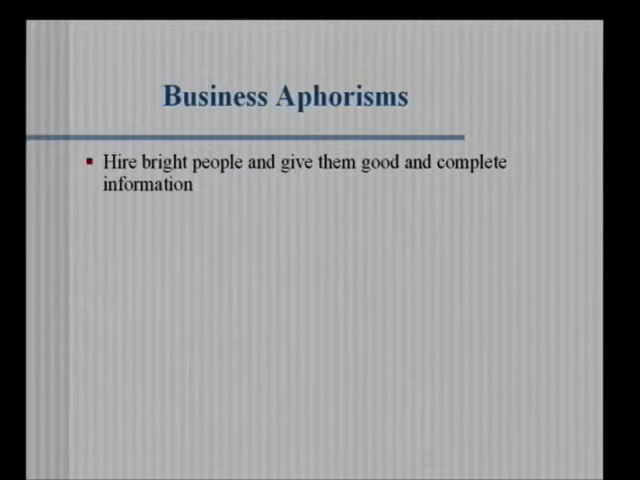 Business Aphorisms
Hire bright people and give them good and complete
information